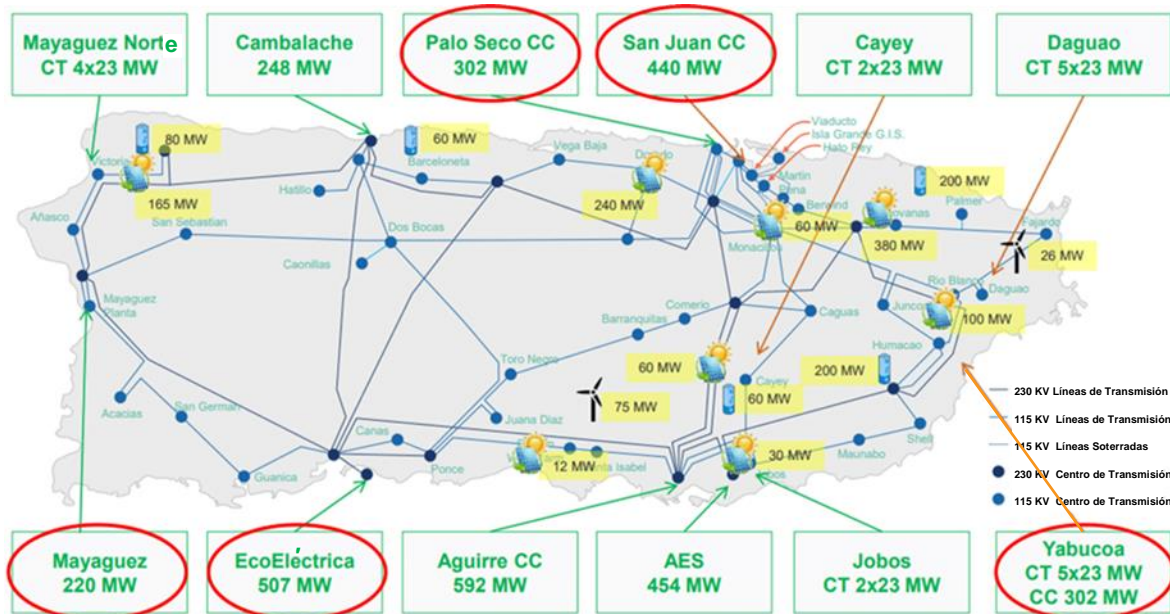 Mayaguez Norte
CT 4x23 MW
Cambalache
248 MW
Palo Seco CC
302 MW
San Juan CC
440 MW
Cayey
CT 2x23 MW
Daguao
CT 5x23 MW
Viaducto
Isla Grande G.I.S.
Hato Rey
80 MW
60 MW
Vega Baja
Victoria
Barceloneta
Martín
Pena
200 MW
165 MW
Hatillo
240 MW
Berwind
Palmer
Añasco
San Sebastian
Dos Bocas
60 MW
380 MW
Fajardo
Monacillos
26 MW
Caonillas
Rio Blanco
Daguao
Mayaguez
Planta
Comerio
Juncos
100 MW
Barranquilas
Caguas
Humacao
Toro Negro
60 MW
200 MW
Cayey
Acacias
San German
75 MW
60 MW
230 KV Líneas de Transmisión
Juana Diaz
115 KV Líneas de Transmisión
Canas
Shell
115 KV Líneas Soterradas
Maunabo
12 MW
Isabel
30 MW
Guanica
Ponce
230 KV Centro de Transmisión
115 KV Centro de Transmisión
Mayaguez
220 MW
EcoEléctrica
507 MW
Aguirre CC
592 MW
AES
454 MW
Jobos
CT 2x23 MW
Yabucoa
CT 5x23 MW
CC 302 MW